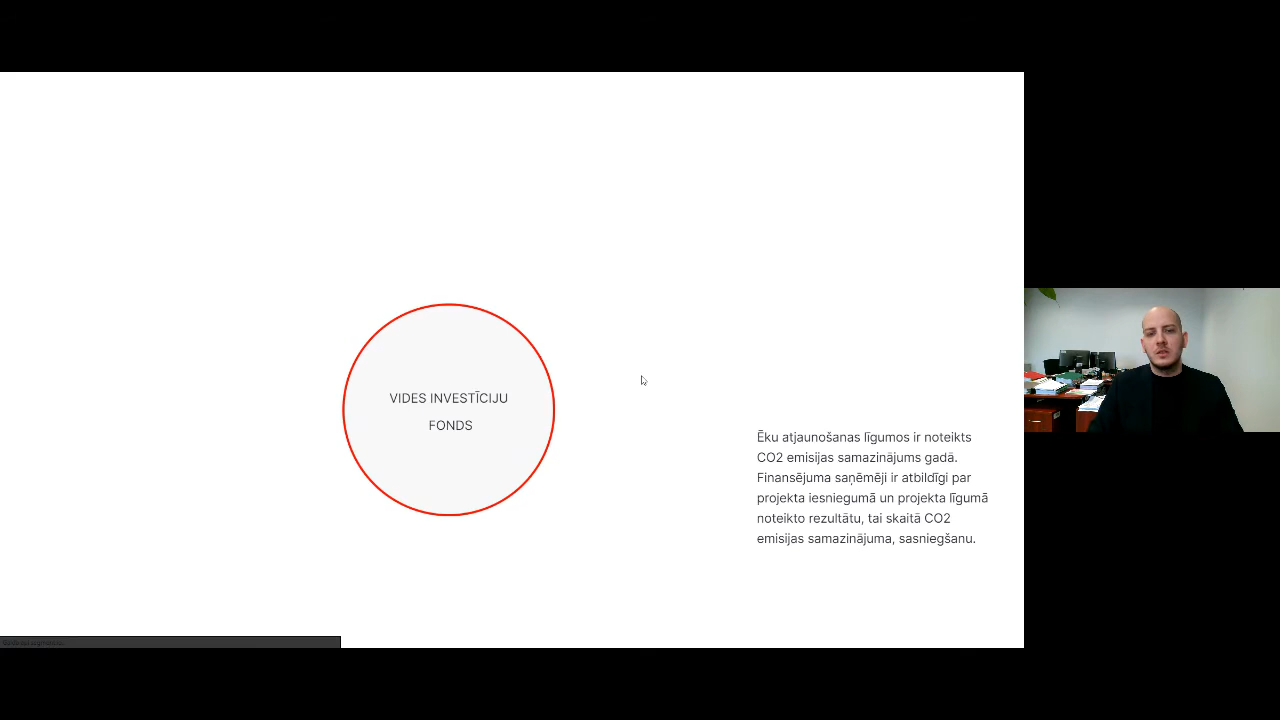 VIDES INVESTĪCIJU
FONDS
Ēku atjaunošanas līgumos ir noteikts
CO2 emisijas samazinājums gadā.
Finansējuma saņēmēji ir atbildīgi par
projekta iesniegumā un projekta līgumā
noteikto rezultātu, tai skaitā CO2
emisijas samazinājuma, sasniegšanu.